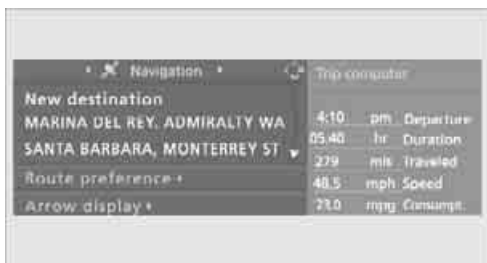 Navigation
New destination
MARINA DEL REY, ADMIRALTY WA
SANTA BARBARA, MONTERREY ST
Route preference
Arrow display
Trip computer
4:10 pm Departure
05.40 hr Duration
279 mls Traveled
48.5 mph Speed
23.0 mpg Consumpt.